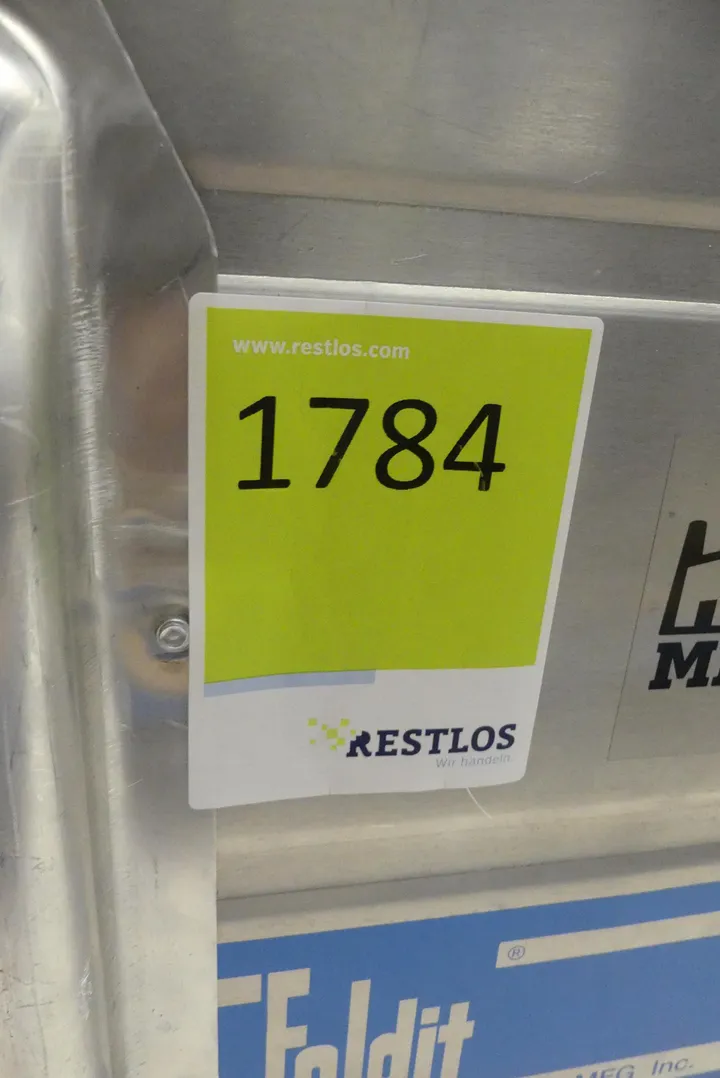 www.restlos.com
1784
RESTLOS
Wir handeln.
®
Foldit
MFG, Inc.